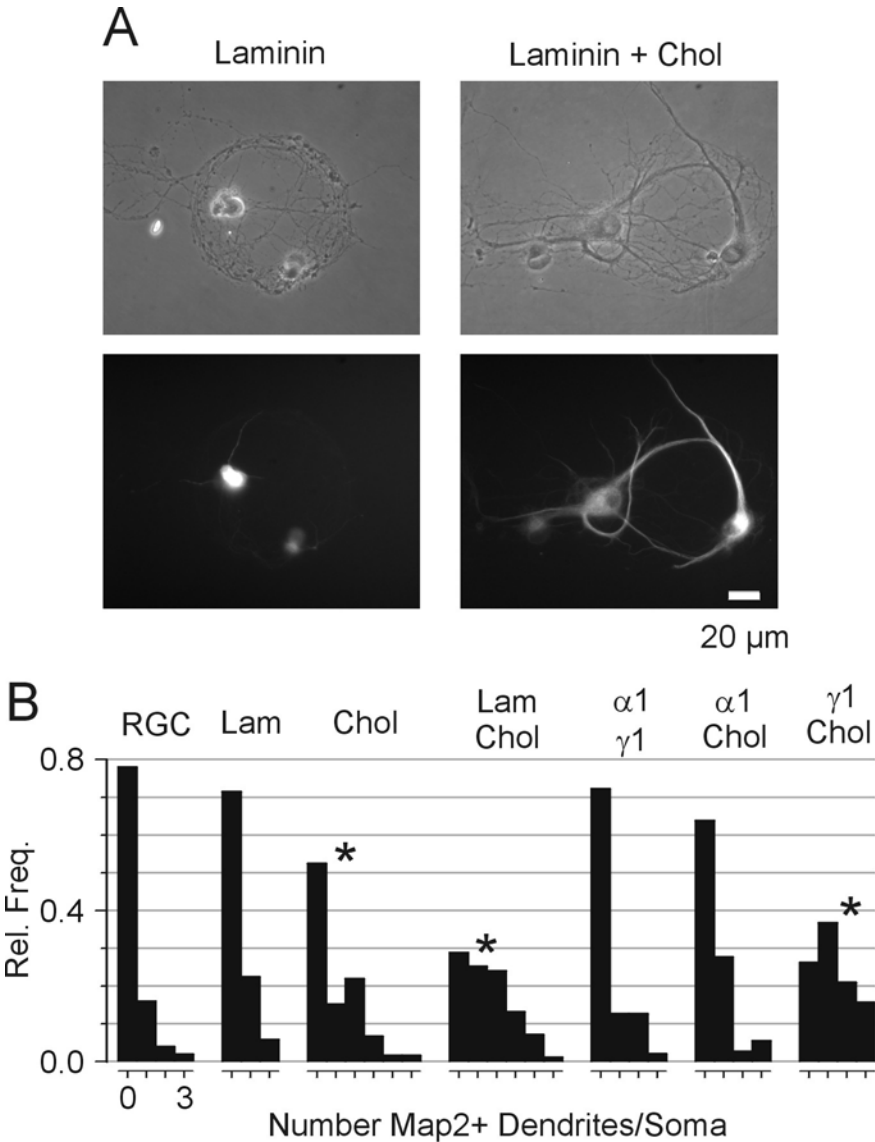 A
Laminin
Laminin + Chol
20 µm
B
RGC
Lam
Chol
Lam
Chol
α1
γ1
α1
Chol
γ1
Chol
*
*
*
Rel. Freq.
0.8
0.4
0.0
0
3
Number Map2+ Dendrites/Soma